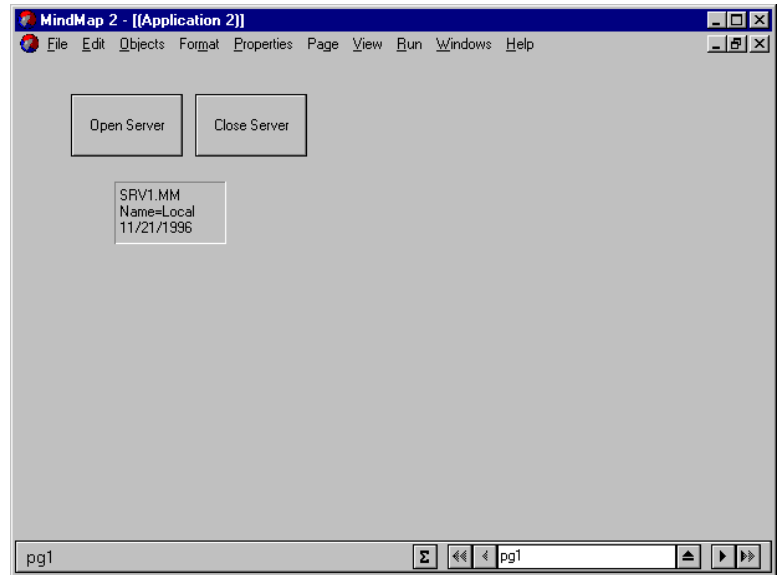 MindMap 2 - [(Application 2)]
File Edit Objects Format Properties Page View Run Windows Help
Open Server Close Server
SRV1.MM
Name=Local
11/21/1996
pg1 Σ pg1